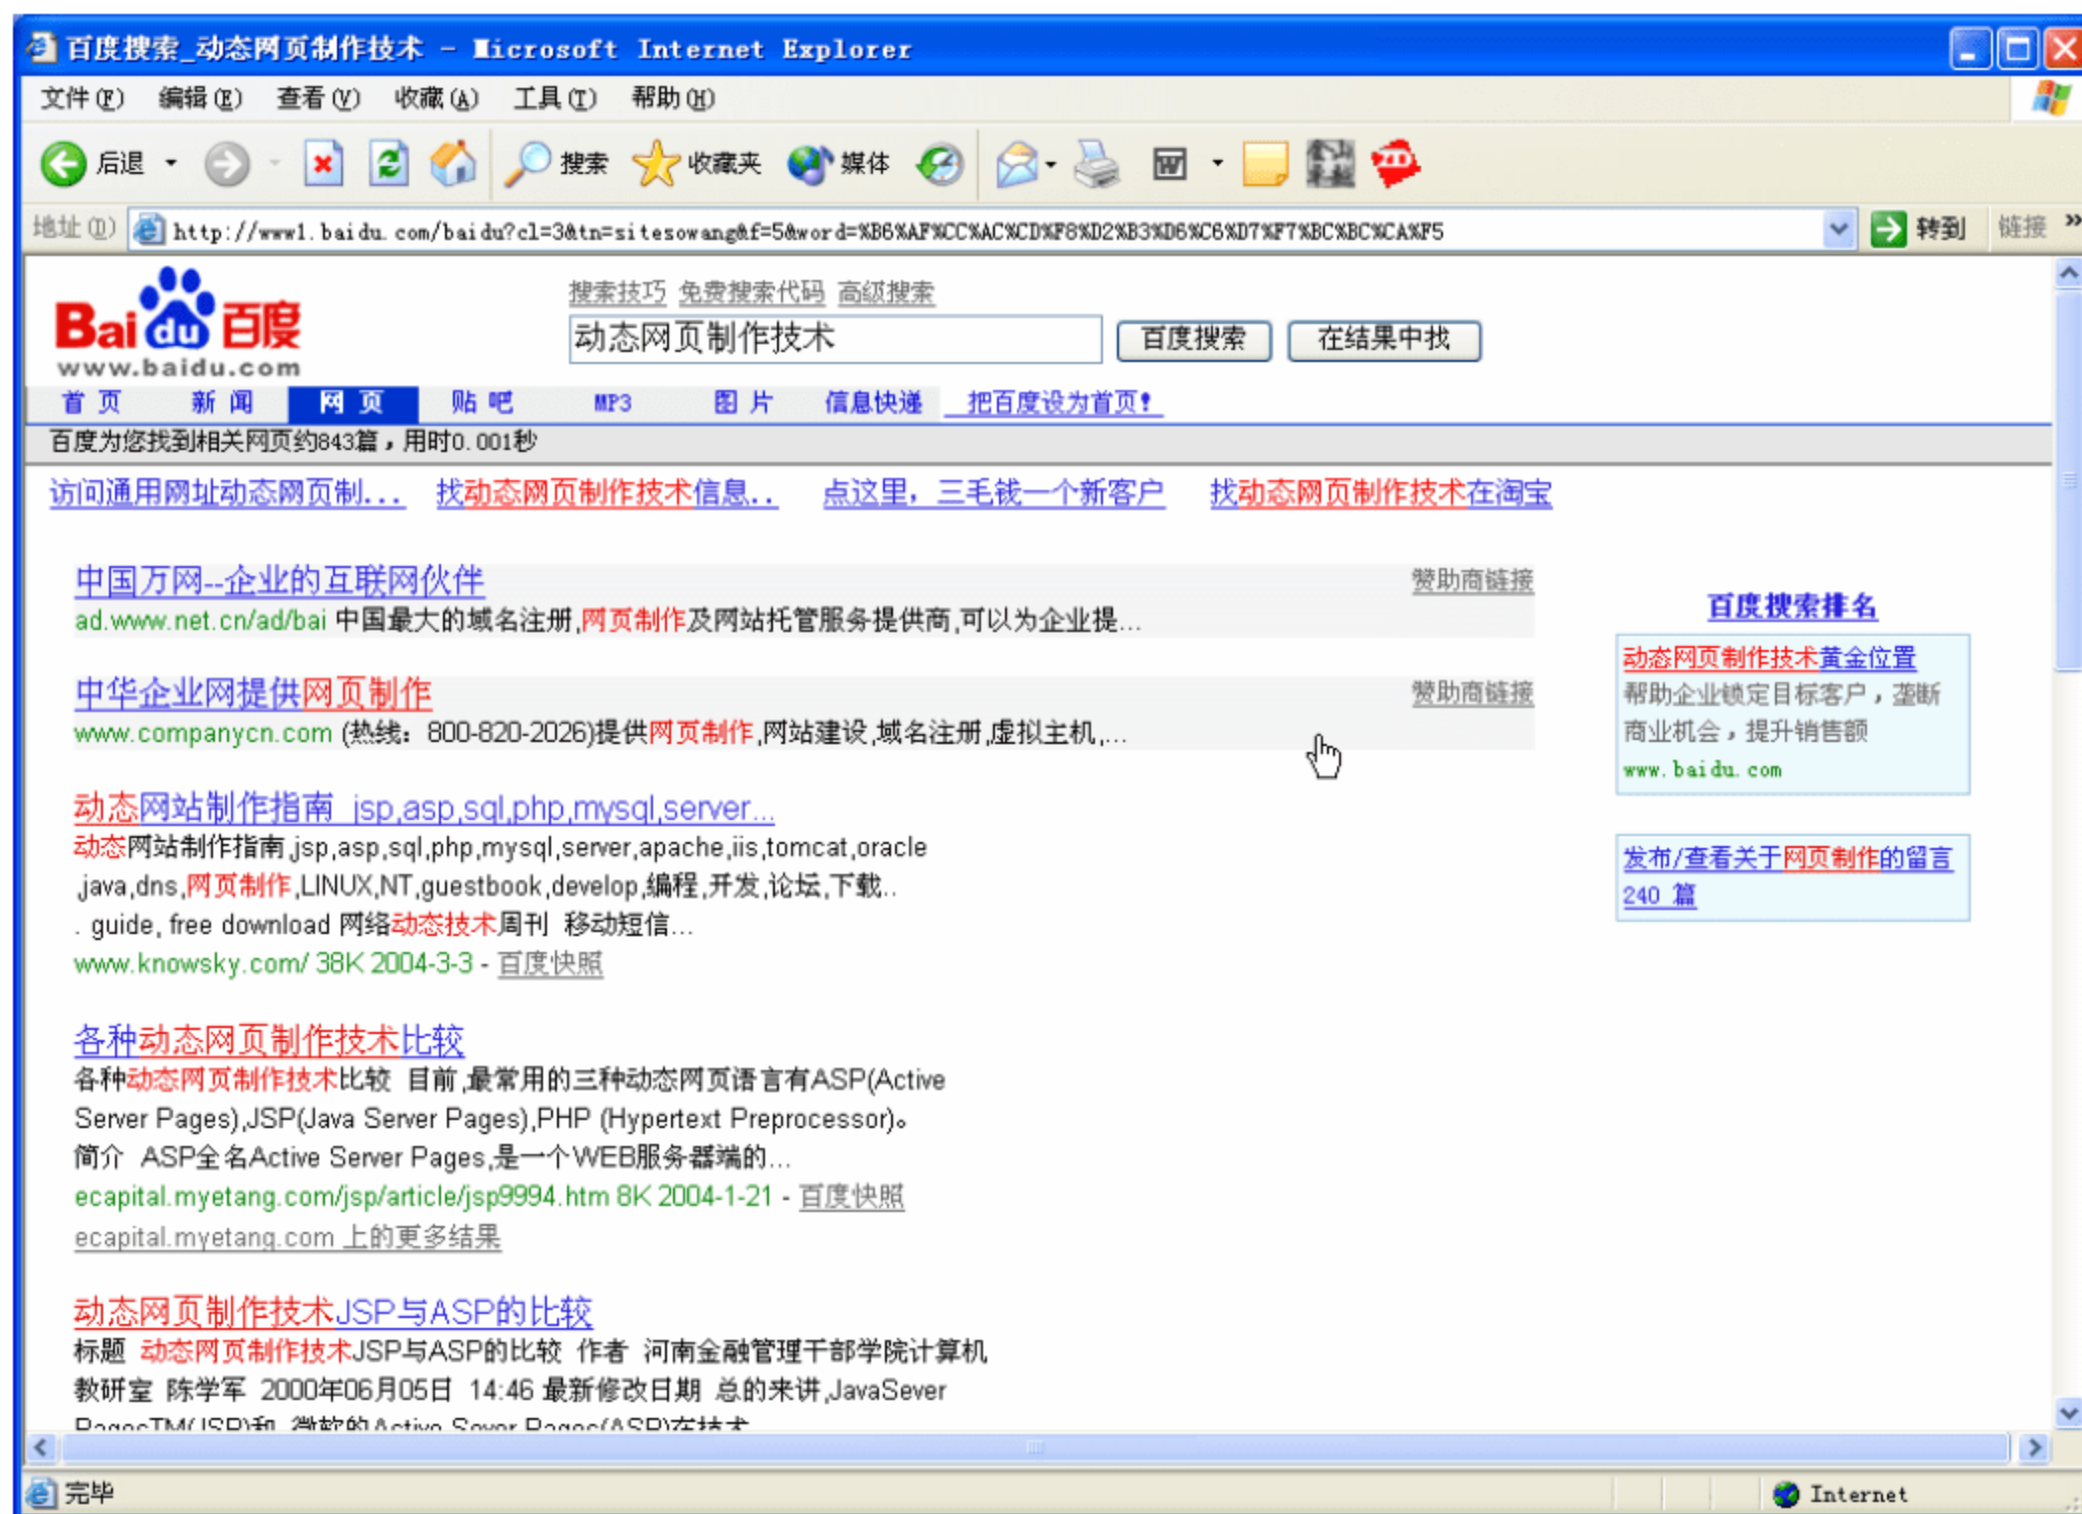 百度搜索_动态网页制作技术 - Microsoft Internet Explorer
文件(F) 编辑(E) 查看(V) 收藏(A) 工具(T) 帮助(H)
后退 搜索 收藏夹 媒体
地址(D) http://www1.baidu.com/baidu?cl=3&tn=sitesowang&f=5&word=%B6%AF%CC%AC%CD%F8%D2%B3%D6%C6%D7%F7%BC%BC%CA%F5 转到 链接 »
搜索技巧 免费搜索代码 高级搜索
Bai du 百度 动态网页制作技术 百度搜索 在结果中找
www.baidu.com
首 页 新 闻 网 页 贴 吧 MP3 图 片 信息快递 把百度设为首页!
百度为您找到相关网页约843篇，用时0.001秒
访问通用网址动态网页制... 找动态网页制作技术信息.. 点这里，三毛钱一个新客户 找动态网页制作技术在淘宝
中国万网--企业的互联网伙伴 赞助商链接
ad.www.net.cn/ad/bai 中国最大的域名注册,网页制作及网站托管服务提供商,可以为企业提...
中华企业网提供网页制作 赞助商链接
www.companycn.com (热线：800-820-2026)提供网页制作,网站建设,域名注册,虚拟主机,...
动态网站制作指南 jsp,asp,sql,php,mysql,server...
动态网站制作指南,jsp,asp,sql,php,mysql,server,apache,iis,tomcat,oracle
,java,dns,网页制作,LINUX,NT,guestbook,develop,编程,开发,论坛,下载..
. guide, free download 网络动态技术周刊 移动短信...
www.knowsky.com/ 38K 2004-3-3 - 百度快照
各种动态网页制作技术比较
各种动态网页制作技术比较 目前,最常用的三种动态网页语言有ASP(Active
Server Pages),JSP(Java Server Pages),PHP (Hypertext Preprocessor)。
简介 ASP全名Active Server Pages,是一个WEB服务器端的...
ecapital.myetang.com/jsp/article/jsp9994.htm 8K 2004-1-21 - 百度快照
ecapital.myetang.com 上的更多结果
动态网页制作技术JSP与ASP的比较
标题 动态网页制作技术JSP与ASP的比较 作者 河南金融管理干部学院计算机
教研室 陈学军 2000年06月05日 14:46 最新修改日期 总的来讲,JavaSever
PagesTM(JSP)和 微软的Active Sever Pages(ASP)在技术
百度搜索排名
动态网页制作技术黄金位置
帮助企业锁定目标客户，垄断
商业机会，提升销售额
www.baidu.com
发布/查看关于网页制作的留言
240 篇
完毕 Internet